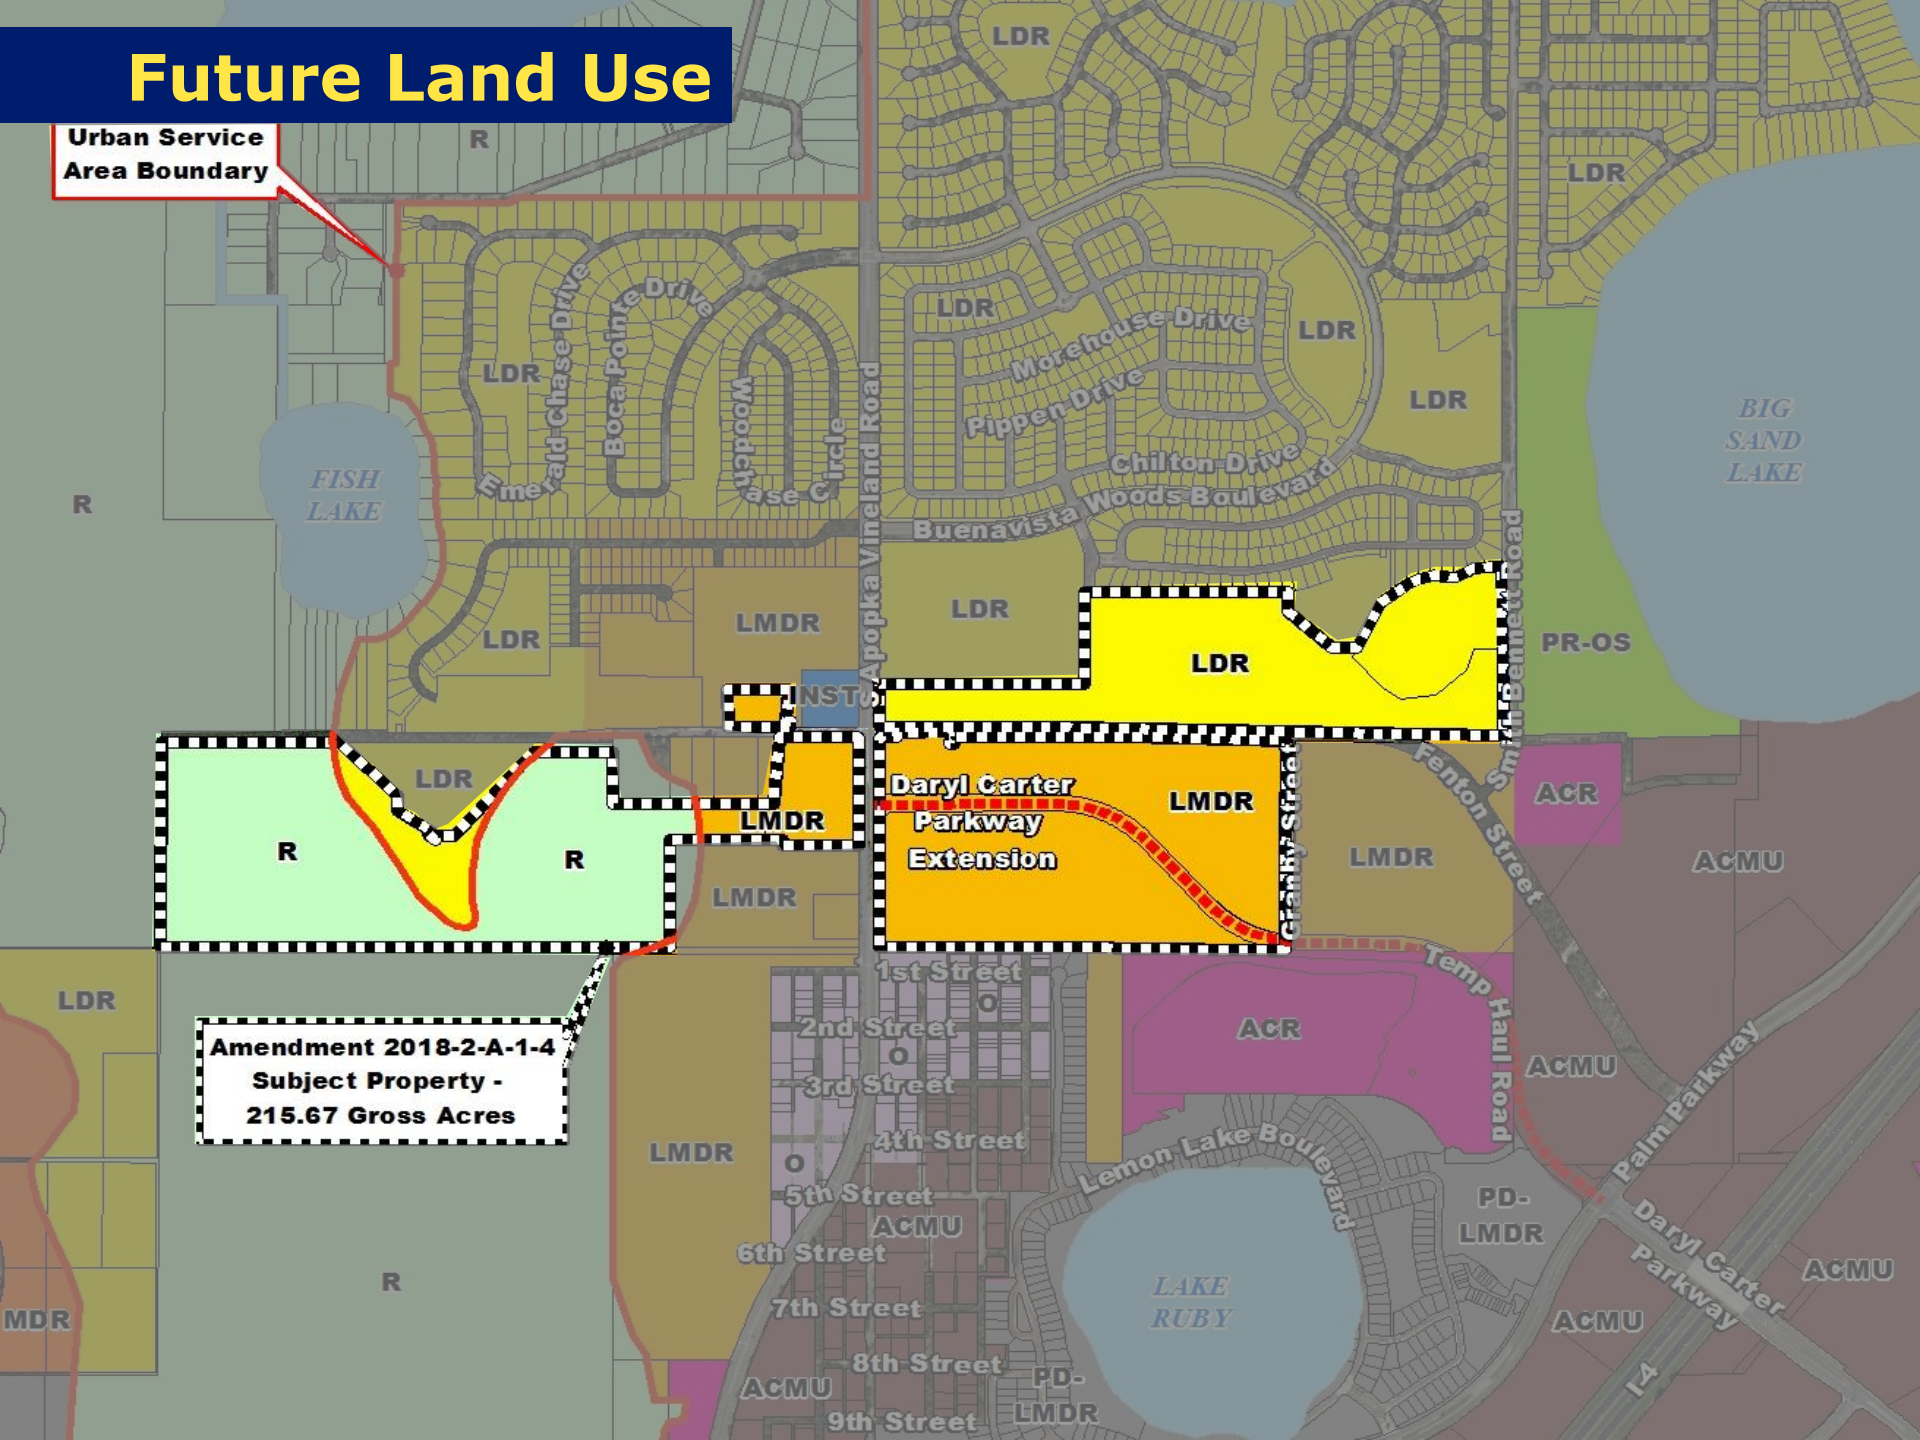 Future Land Use
Urban Service
Area Boundary
R
LDR
LDR
LDR
LDR
LDR
LDR
Emerald Chase Drive
Boca Pointe Drive
Woodchase Circle
S Apopka Vineland Road
Morehouse Drive
Pippen Drive
Chilton Drive
Buenavista Woods Boulevard
BIG
SAND
LAKE
FISH
LAKE
R
LDR
LMDR
LDR
LDR
PR-OS
INST
Smith Bennett Road
LDR
R
R
LMDR
Daryl Carter
Parkway
Extension
LMDR
Granby Street
LMDR
Fenton Street
ACR
ACMU
LMDR
LDR
Amendment 2018-2-A-1-4
Subject Property -
215.67 Gross Acres
1st Street
O
2nd Street
O
3rd Street
4th Street
O
5th Street
ACMU
6th Street
7th Street
8th Street
9th Street
ACMU
LMDR
R
MDR
ACR
Temp Haul Road
ACMU
Palm Parkway
Lemon Lake Boulevard
LAKE
RUBY
PD-
LMDR
PD-
LMDR
Daryl Carter
Parkway
ACMU
ACMU
I-4